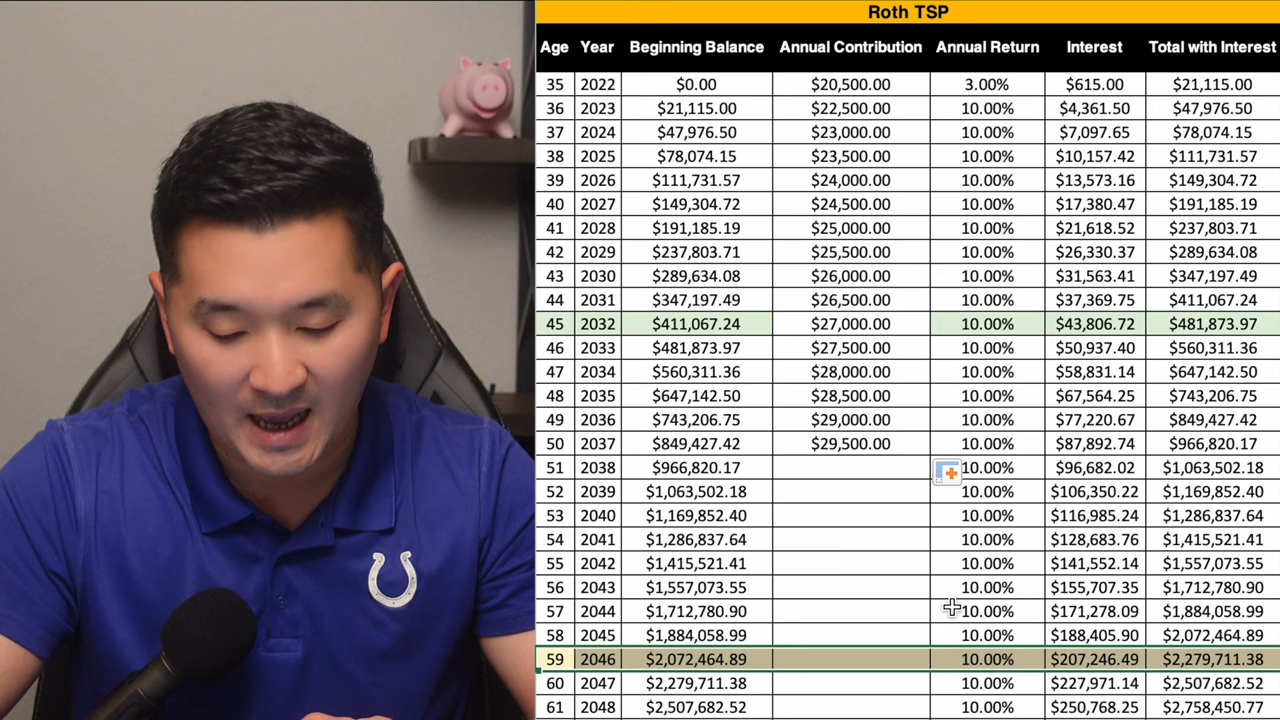 Roth TSP
Age Year Beginning Balance Annual Contribution Annual Return Interest Total with Interest
35 2022 $0.00 $20,500.00 3.00% $615.00 $21,115.00
36 2023 $21,115.00 $22,500.00 10.00% $4,361.50 $47,976.50
37 2024 $47,976.50 $23,000.00 10.00% $7,097.65 $78,074.15
38 2025 $78,074.15 $23,500.00 10.00% $10,157.42 $111,731.57
39 2026 $111,731.57 $24,000.00 10.00% $13,573.16 $149,304.72
40 2027 $149,304.72 $24,500.00 10.00% $17,380.47 $191,185.19
41 2028 $191,185.19 $25,000.00 10.00% $21,618.52 $237,803.71
42 2029 $237,803.71 $25,500.00 10.00% $26,330.37 $289,634.08
43 2030 $289,634.08 $26,000.00 10.00% $31,563.41 $347,197.49
44 2031 $347,197.49 $26,500.00 10.00% $37,369.75 $411,067.24
45 2032 $411,067.24 $27,000.00 10.00% $43,806.72 $481,873.97
46 2033 $481,873.97 $27,500.00 10.00% $50,937.40 $560,311.36
47 2034 $560,311.36 $28,000.00 10.00% $58,831.14 $647,142.50
48 2035 $647,142.50 $28,500.00 10.00% $67,564.25 $743,206.75
49 2036 $743,206.75 $29,000.00 10.00% $77,220.67 $849,427.42
50 2037 $849,427.42 $29,500.00 10.00% $87,892.74 $966,820.17
51 2038 $966,820.17 10.00% $96,682.02 $1,063,502.18
52 2039 $1,063,502.18 10.00% $106,350.22 $1,169,852.40
53 2040 $1,169,852.40 10.00% $116,985.24 $1,286,837.64
54 2041 $1,286,837.64 10.00% $128,683.76 $1,415,521.41
55 2042 $1,415,521.41 10.00% $141,552.14 $1,557,073.55
56 2043 $1,557,073.55 10.00% $155,707.35 $1,712,780.90
57 2044 $1,712,780.90 10.00% $171,278.09 $1,884,058.99
58 2045 $1,884,058.99 10.00% $188,405.90 $2,072,464.89
59 2046 $2,072,464.89 10.00% $207,246.49 $2,279,711.38
60 2047 $2,279,711.38 10.00% $227,971.14 $2,507,682.52
61 2048 $2,507,682.52 10.00% $250,768.25 $2,758,450.77